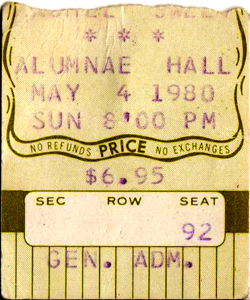 * * *
ALUMNAE HALL
MAY 4 1980
SUN 8:00 PM
NO REFUNDS PRICE NO EXCHANGES
$6.95
SEC ROW SEAT
92
GEN. ADM.